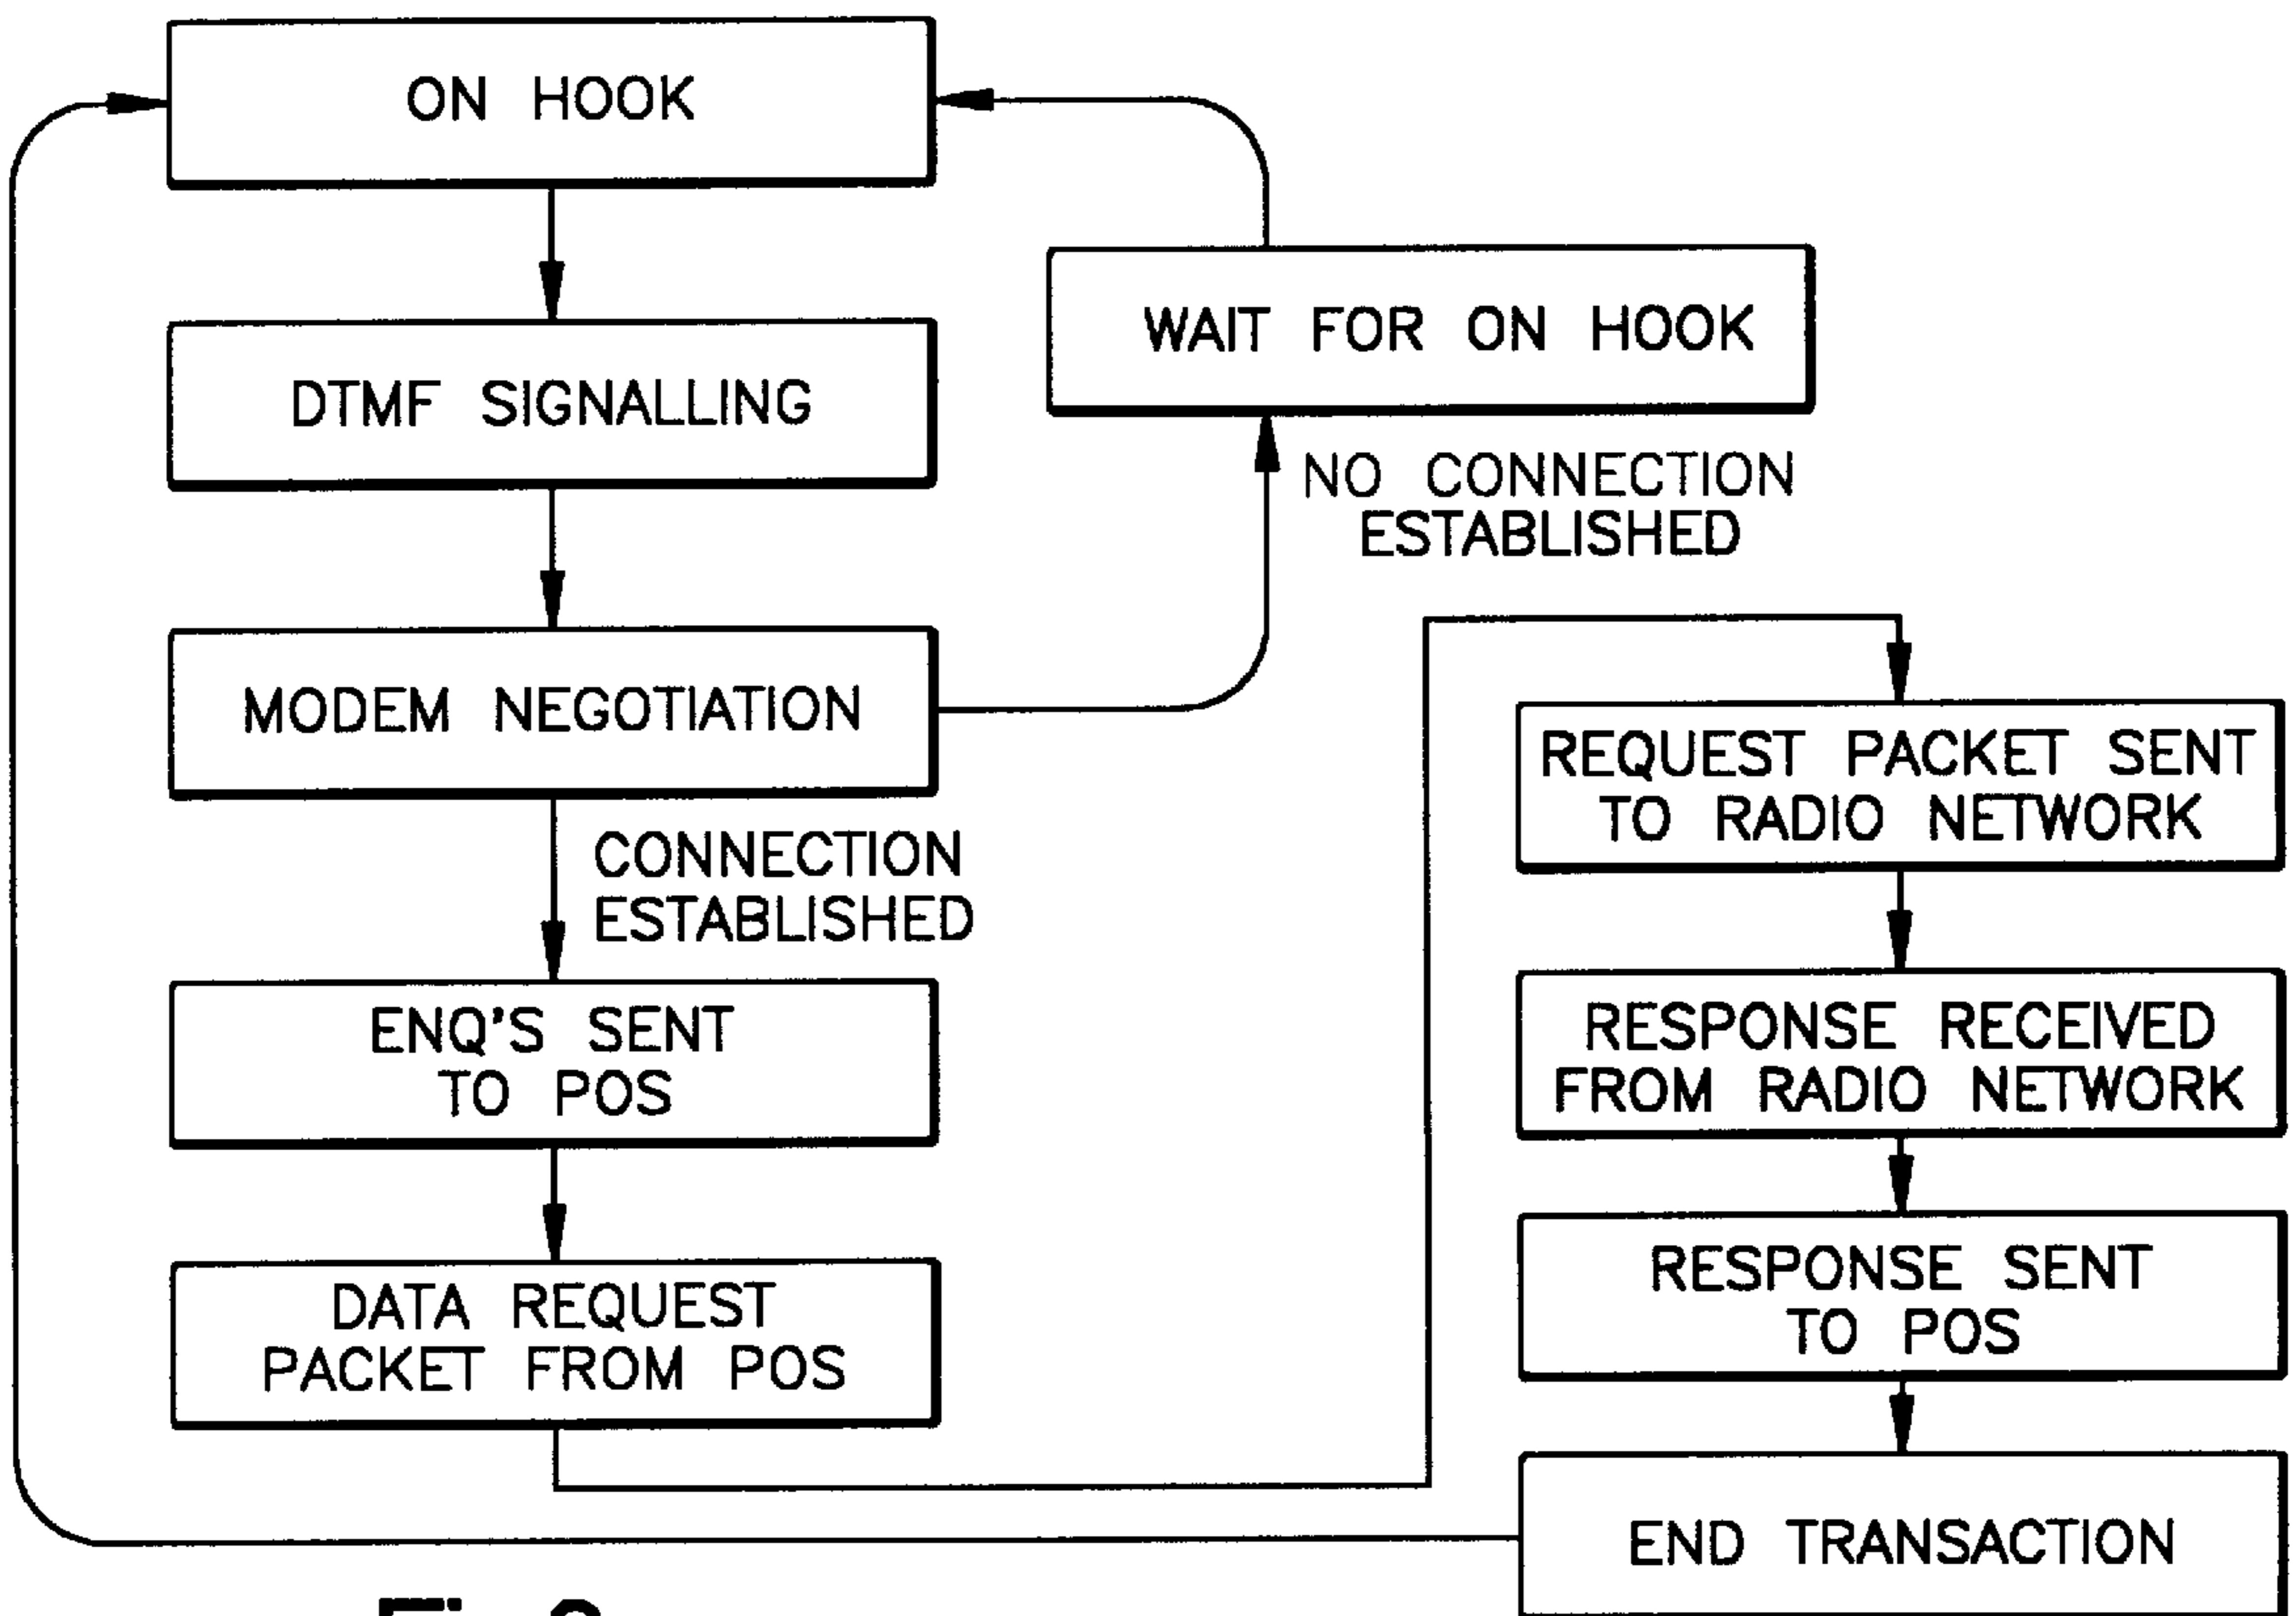 ON HOOK
WAIT FOR ON HOOK
DTMF SIGNALLING
NO CONNECTION
ESTABLISHED
MODEM NEGOTIATION
CONNECTION
ESTABLISHED
ENQ'S SENT
TO POS
DATA REQUEST
PACKET FROM POS
REQUEST PACKET SENT
TO RADIO NETWORK
RESPONSE RECEIVED
FROM RADIO NETWORK
RESPONSE SENT
TO POS
END TRANSACTION